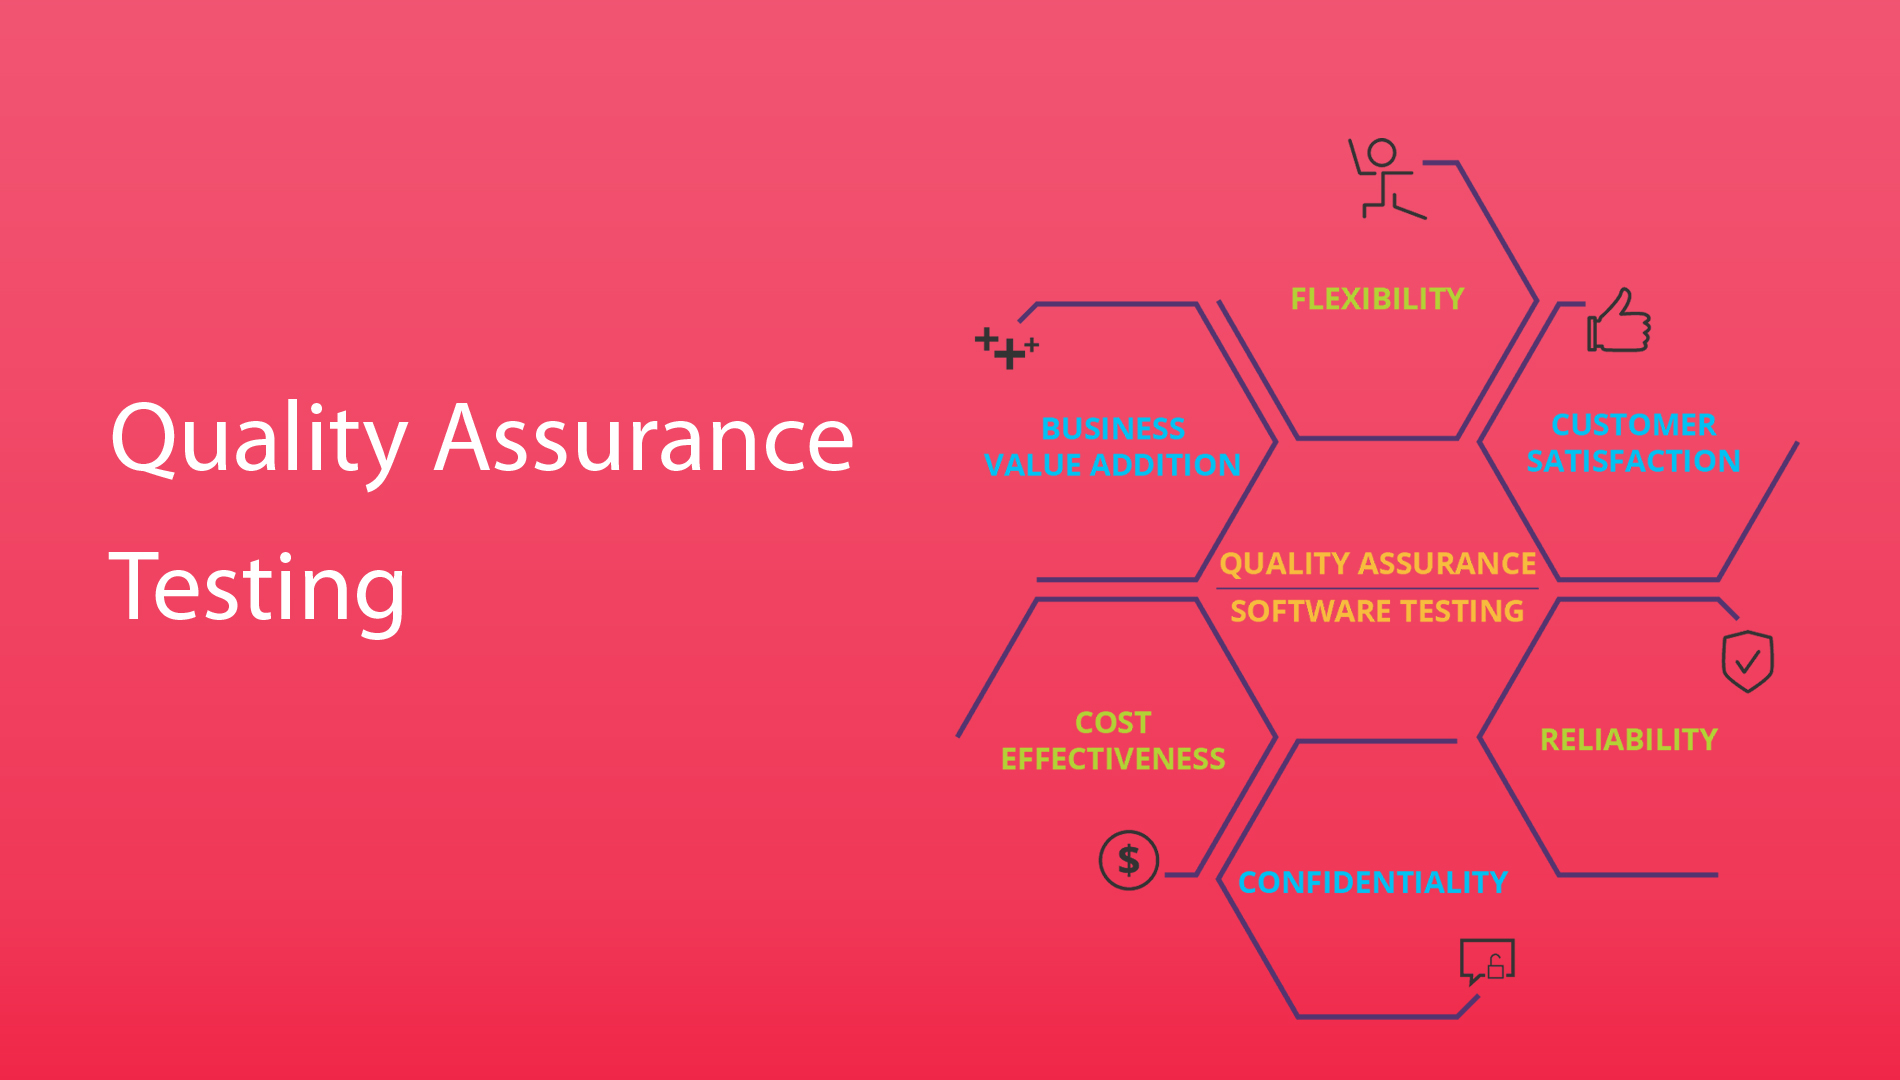 Quality Assurance
Testing
FLEXIBILITY
BUSINESS
VALUE ADDITION
CUSTOMER
SATISFACTION
QUALITY ASSURANCE
SOFTWARE TESTING
COST
EFFECTIVENESS
RELIABILITY
$
CONFIDENTIALITY